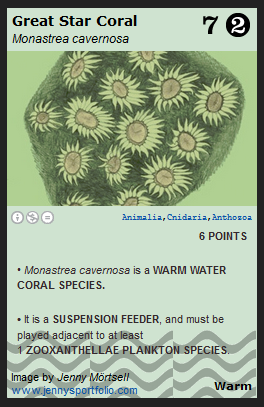 Great Star Coral
Monastrea cavernosa
7 2
Animalia,Cnidaria,Anthozoa
6 POINTS
• Monastrea cavernosa is a WARM WATER
CORAL SPECIES.
• It is a SUSPENSION FEEDER, and must be
played adjacent to at least
1 ZOOXANTHELLAE PLANKTON SPECIES.
Image by Jenny Mörtsell
www.jennysportfolio.com
Warm